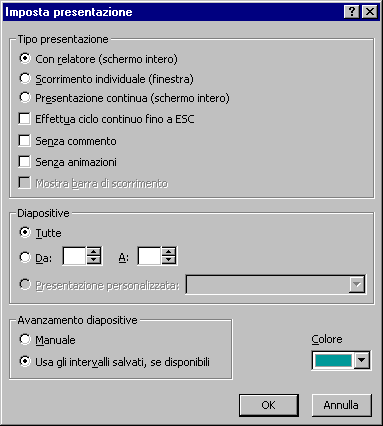 Imposta presentazione
Tipo presentazione
Con relatore (schermo intero)
Scorrimento individuale (finestra)
Presentazione continua (schermo intero)
Effettua ciclo continuo fino a ESC
Senza commento
Senza animazioni
Mostra barra di scorrimento
Diapositive
Tutte
Da: A:
Presentazione personalizzata:
Avanzamento diapositive
Manuale
Colore
Usa gli intervalli salvati, se disponibili
OK Annulla